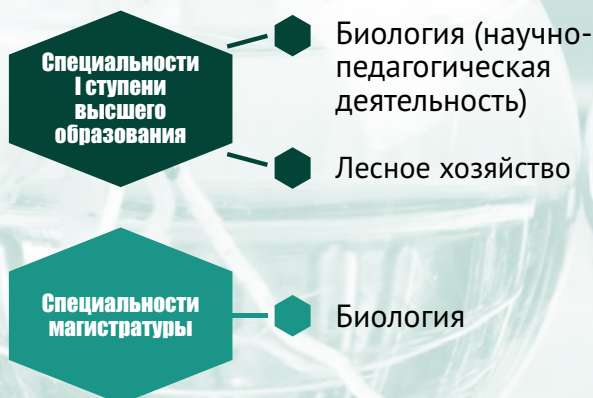 Специальности
I ступени
высшего
образования
Биология (научно-
педагогическая
деятельность)
Лесное хозяйство
Специальности
магистратуры
Биология